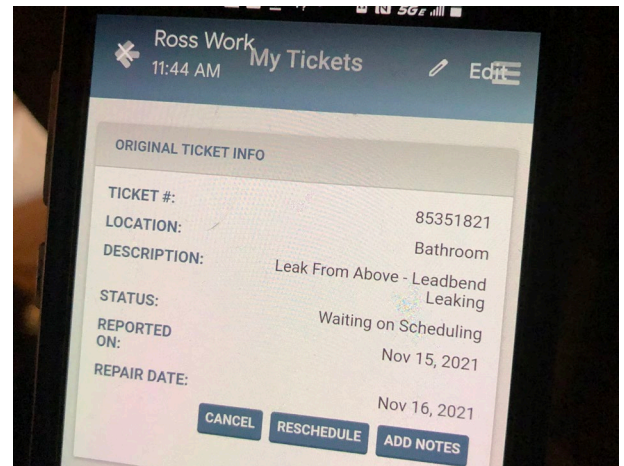 5GE
Ross Work
My Tickets
Edit
11:44 AM
ORIGINAL TICKET INFO
TICKET #:
85351821
LOCATION:
Bathroom
DESCRIPTION:
Leak From Above - Leadbend
Leaking
STATUS:
Waiting on Scheduling
REPORTED
ON:
Nov 15, 2021
REPAIR DATE:
Nov 16, 2021
CANCEL
RESCHEDULE
ADD NOTES